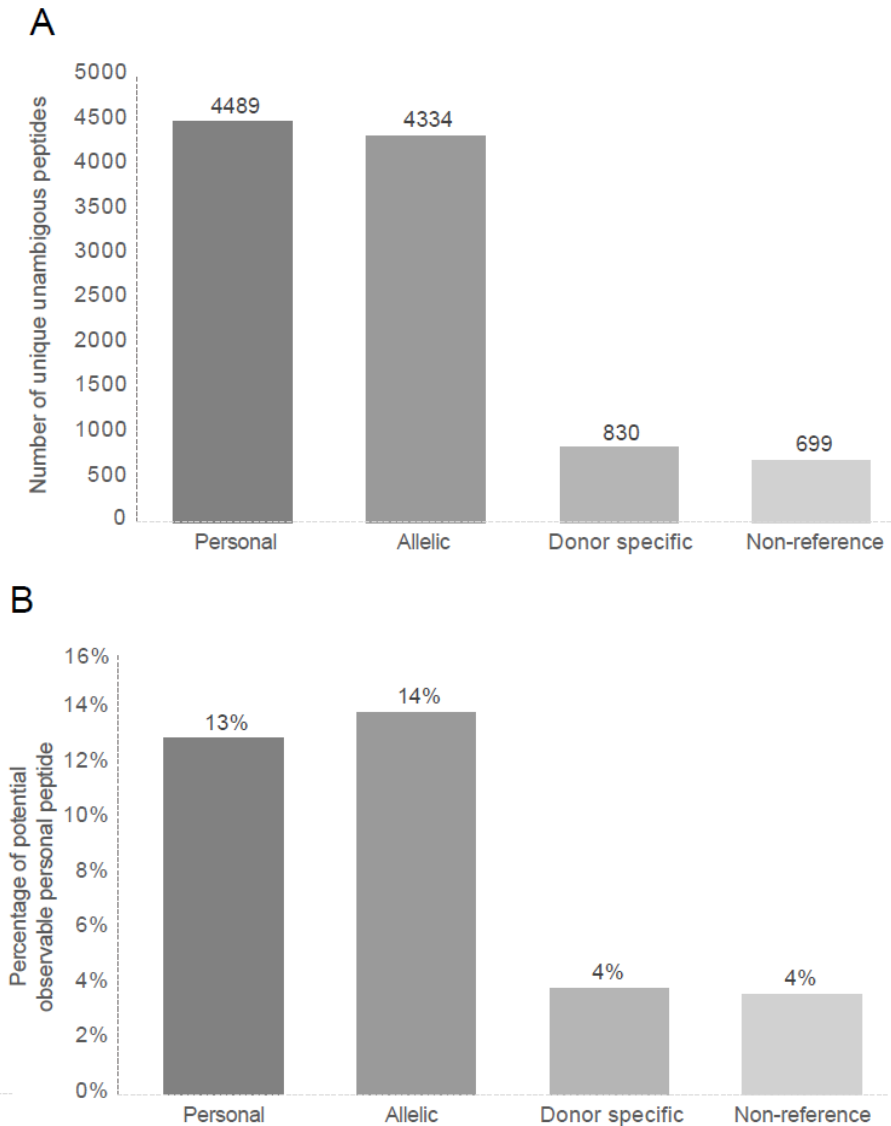 A
Number of unique unambigous peptides
5000
4500
4000
3500
3000
2500
2000
1500
1000
500
0
4489
4334
830
699
Personal
Allelic
Donor specific
Non-reference
B
Percentage of potential
observable personal peptide
16%
14%
12%
10%
8%
6%
4%
2%
0%
13%
14%
4%
4%
Personal
Allelic
Donor specific
Non-reference